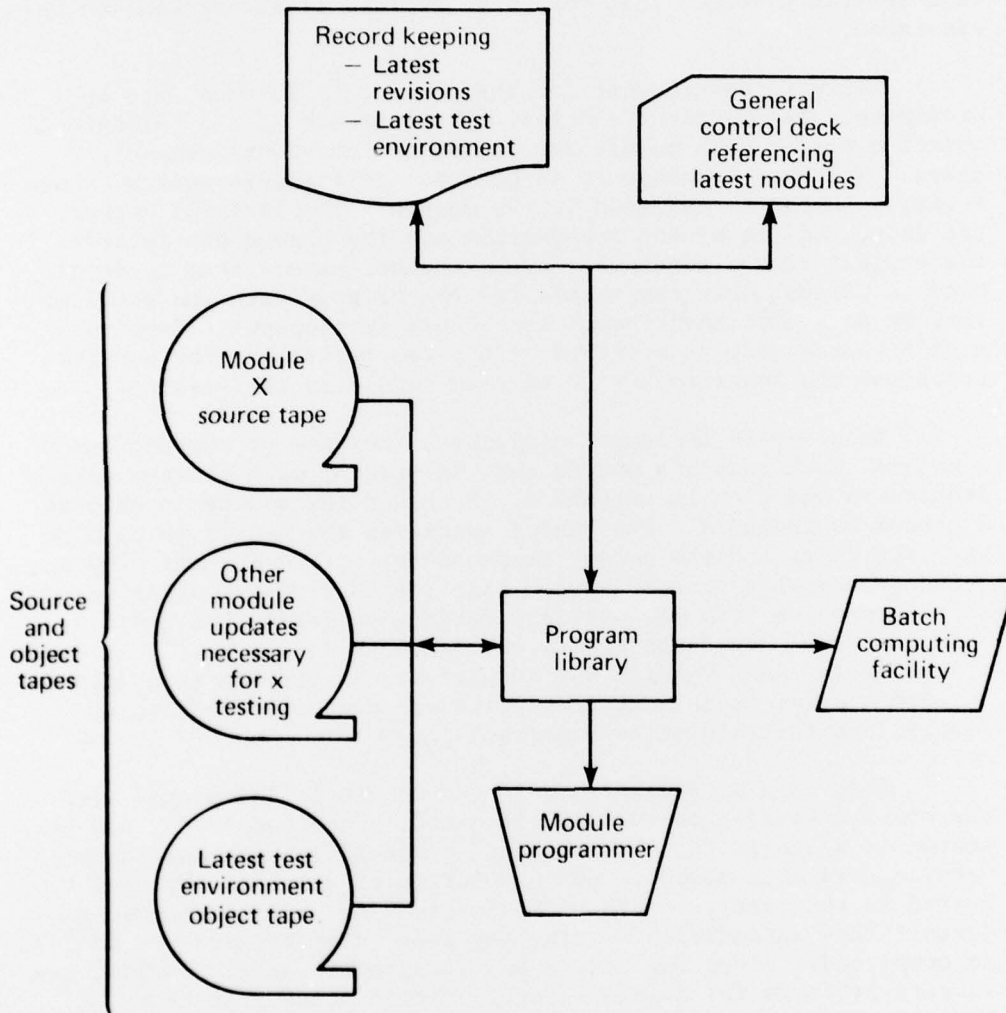 Record keeping
– Latest
revisions
– Latest test
environment
General
control deck
referencing
latest modules
Source
and
object
tapes
Module
X
source tape
Other
module
updates
necessary
for x
testing
Latest test
environment
object tape
Program
library
Batch
computing
facility
Module
programmer